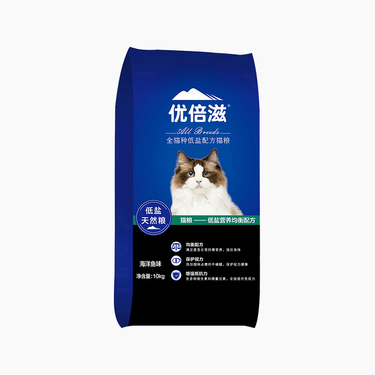 优倍滋®
All Breeds
全猫种低盐配方猫粮
低盐
天然粮
猫粮 —— 低盐营养均衡配方
均衡配方
保护视力
增强抵抗力
海洋鱼味
净含量:10kg